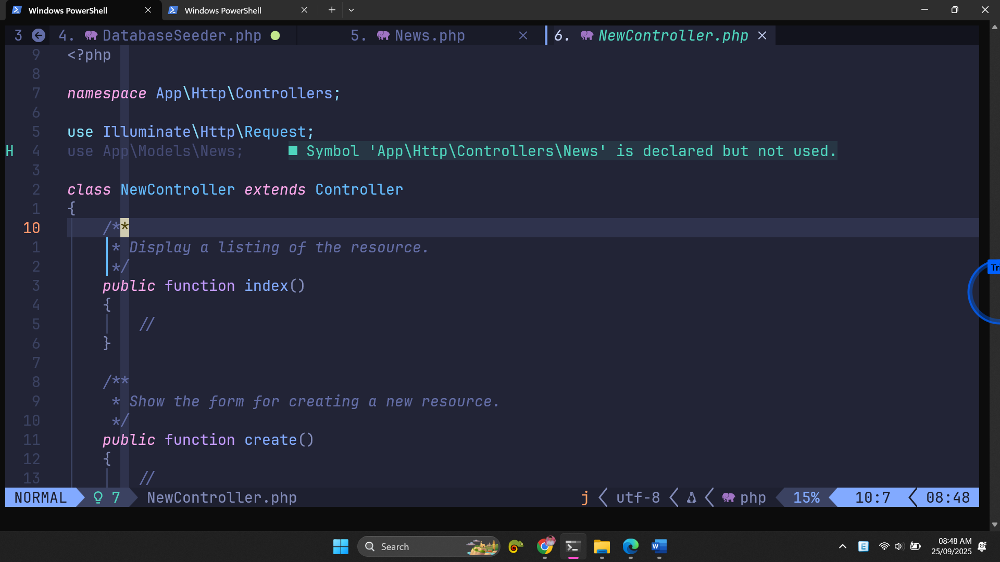 Windows PowerShell Windows PowerShell
3 4. DatabaseSeeder.php 5. News.php 6. NewController.php
9 <?php
8
7 namespace App\Http\Controllers;
6
5 use Illuminate\Http\Request;
H 4 use App\Models\News; ■ Symbol 'App\Http\Controllers\News' is declared but not used.
3
2 class NewController extends Controller
1 {
10 /**
1 * Display a listing of the resource.
2 */
3 public function index()
4 {
5 //
6 }
7
8 /**
9 * Show the form for creating a new resource.
10 */
11 public function create()
12 {
13 //
NORMAL 7 NewController.php j utf-8 php 15% 10:7 08:48
Search
08:48 AM
25/09/2025